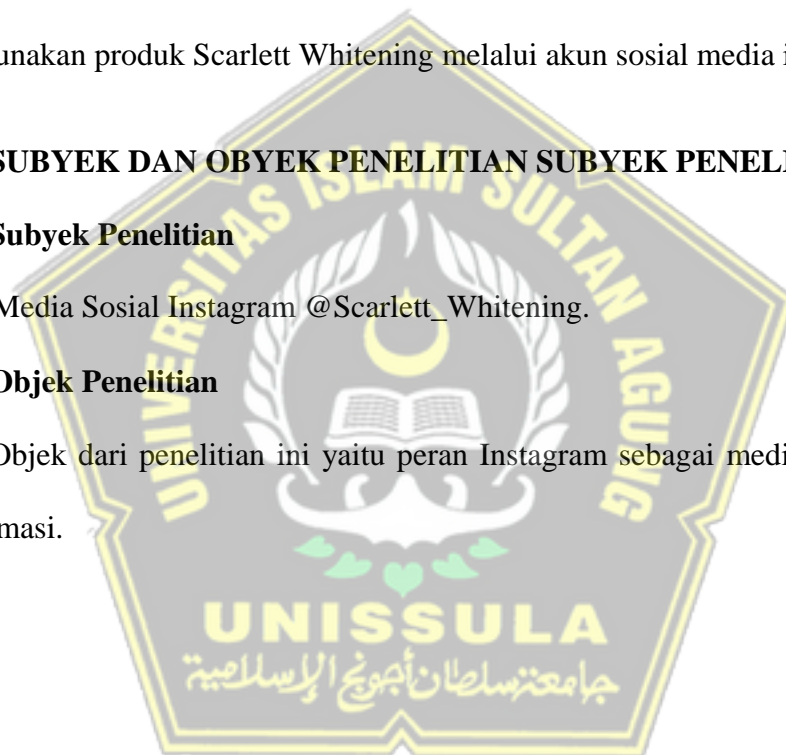 unakan produk Scarlett Whitening melalui akun sosial media i
SUBYEK DAN OBYEK PENELITIAN SUBYEK PENELI
Subyek Penelitian
Media Sosial Instagram @Scarlett_Whitening.
Objek Penelitian
Objek dari penelitian ini yaitu peran Instagram sebagai medi
masi.
UNIVERSITAS ISLAM SULTAN AGUNG
UNISSULA
جامعتنسلطان أجونج الإسلامية